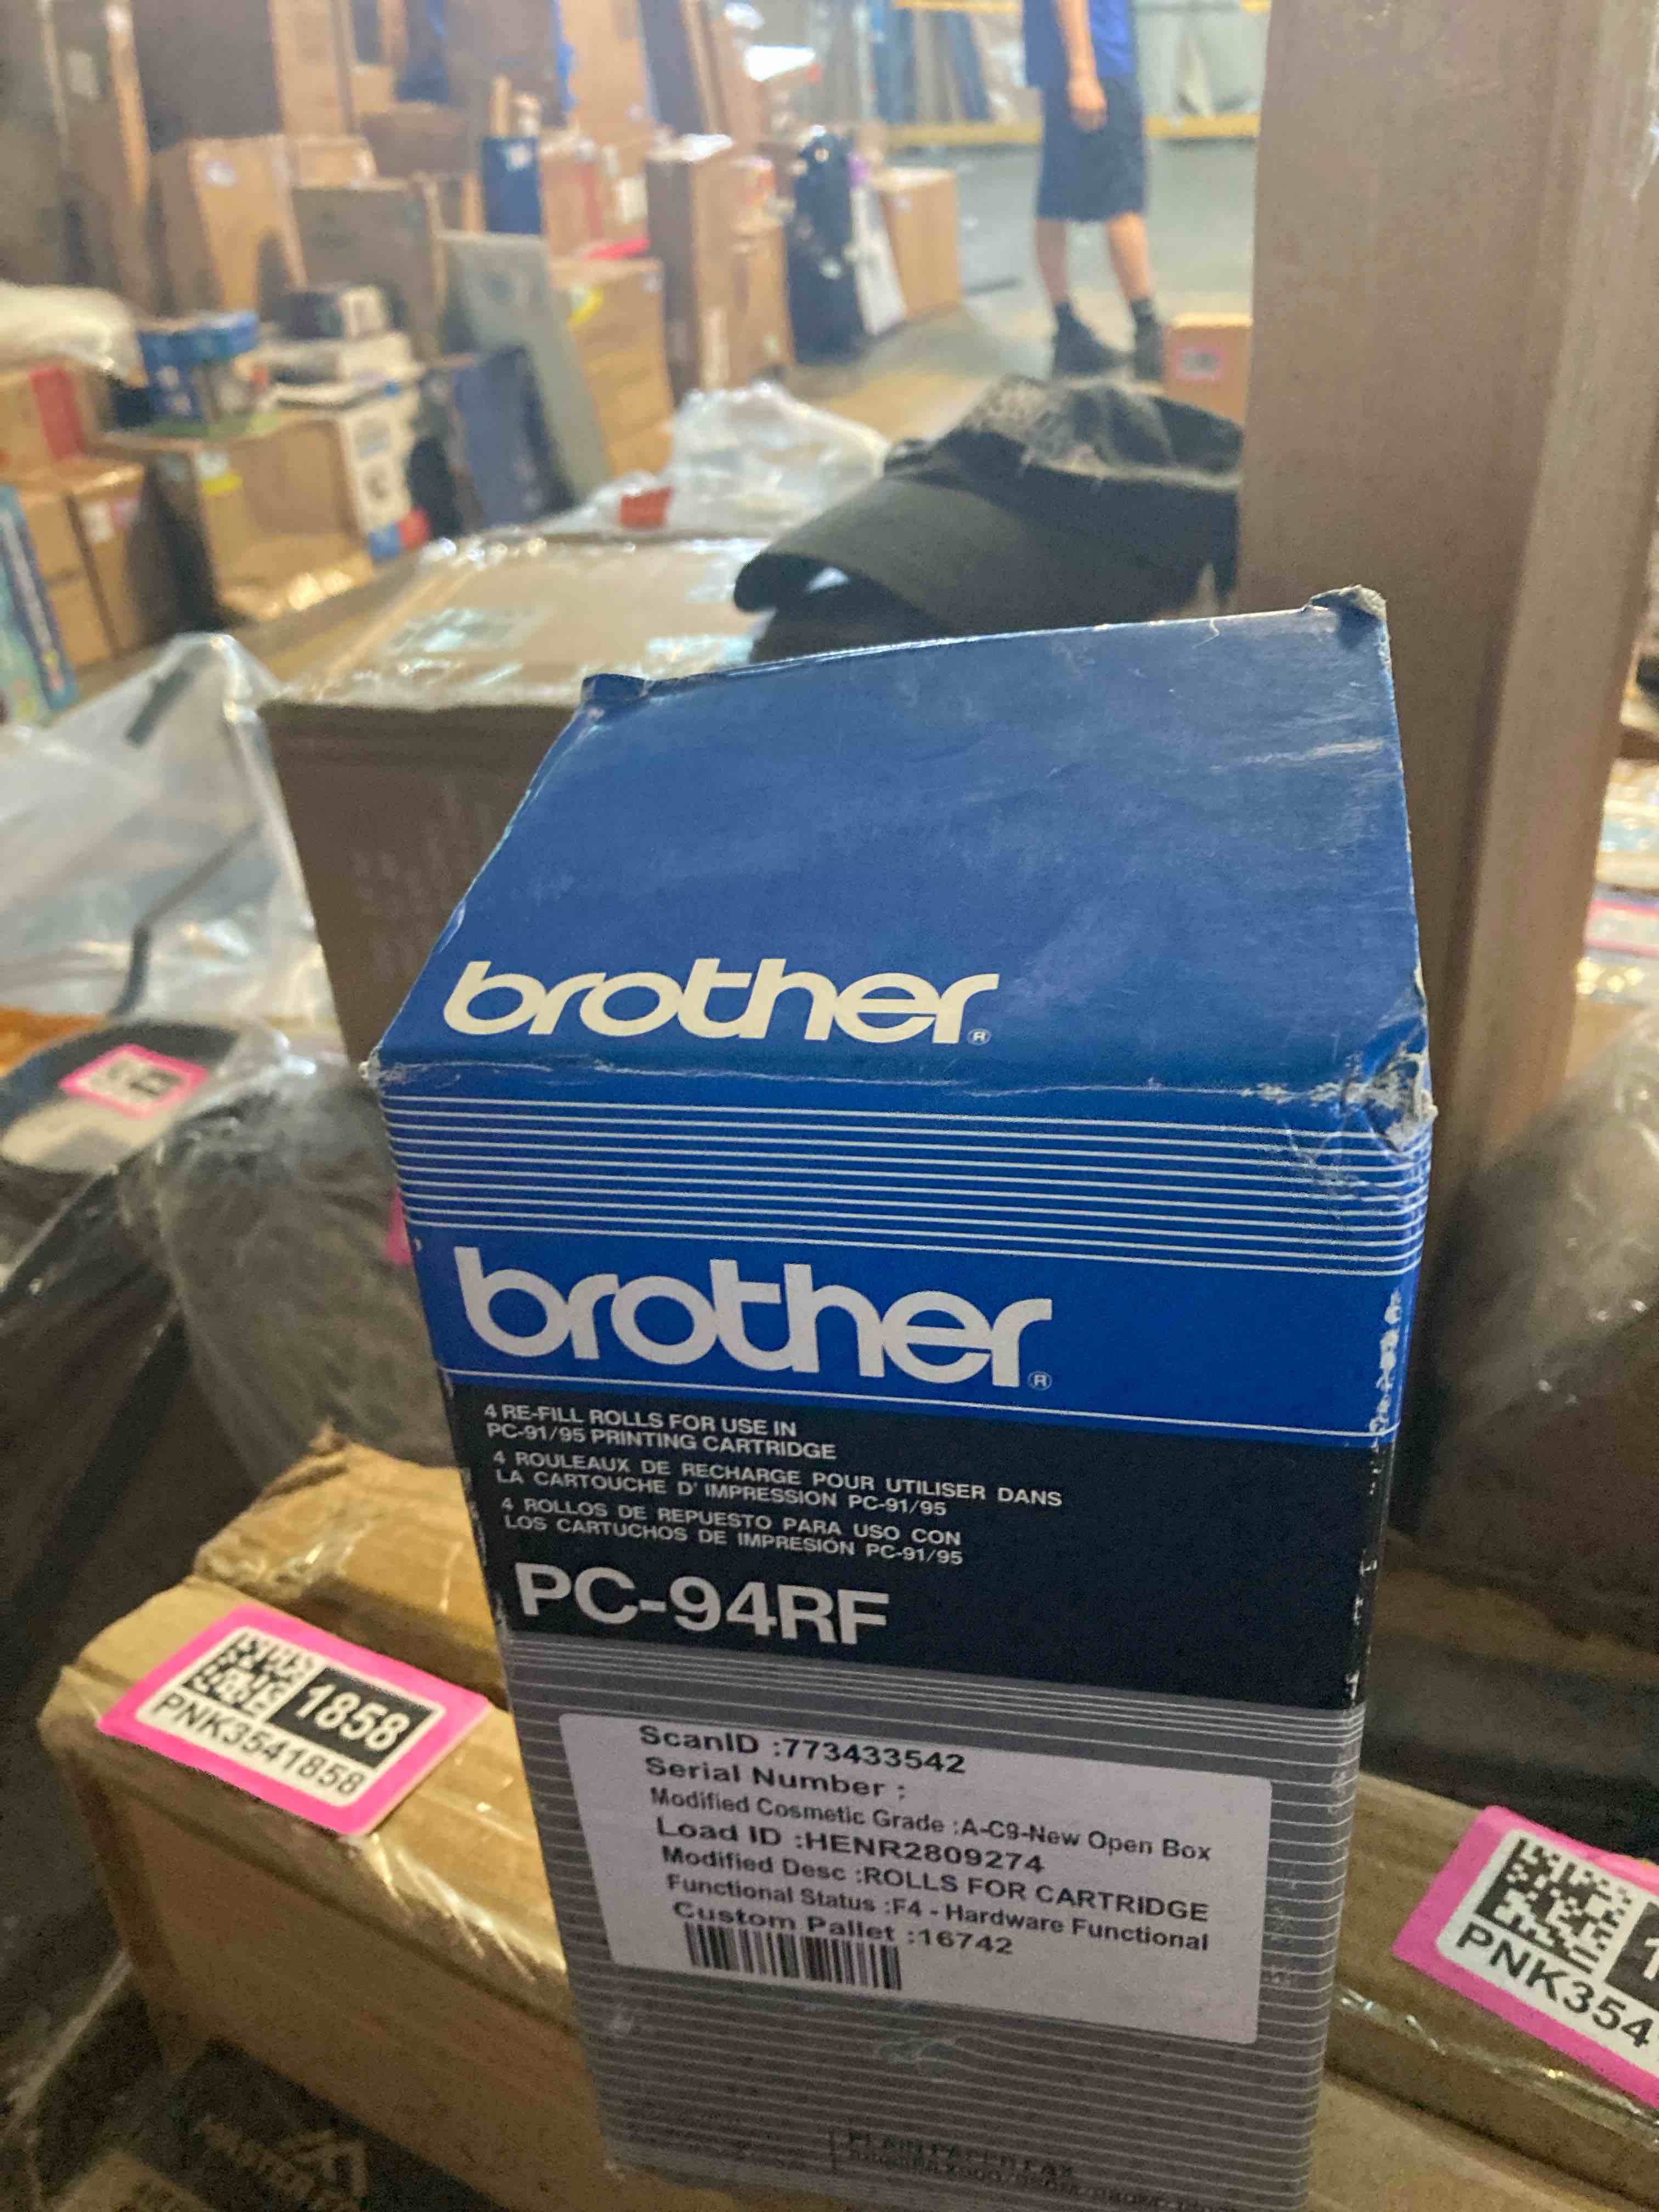 brother®
brother®
4 RE-FILL ROLLS FOR USE IN
PC-91/95 PRINTING CARTRIDGE
4 ROULEAUX DE RECHARGE POUR UTILISER DANS
LA CARTOUCHE D' IMPRESSION PC-91/95
4 ROLLOS DE REPUESTO PARA USO CON
LOS CARTUCHOS DE IMPRESIÓN PC-91/95
PC-94RF
ScanID :773433542
Serial Number :
Modified Cosmetic Grade :A-C9-New Open Box
Load ID :HENR2809274
Modified Desc :ROLLS FOR CARTRIDGE
Functional Status :F4 - Hardware Functional
Custom Pallet :16742
PLAIN PAPER FAX
1858
PNK3541858
PNK354